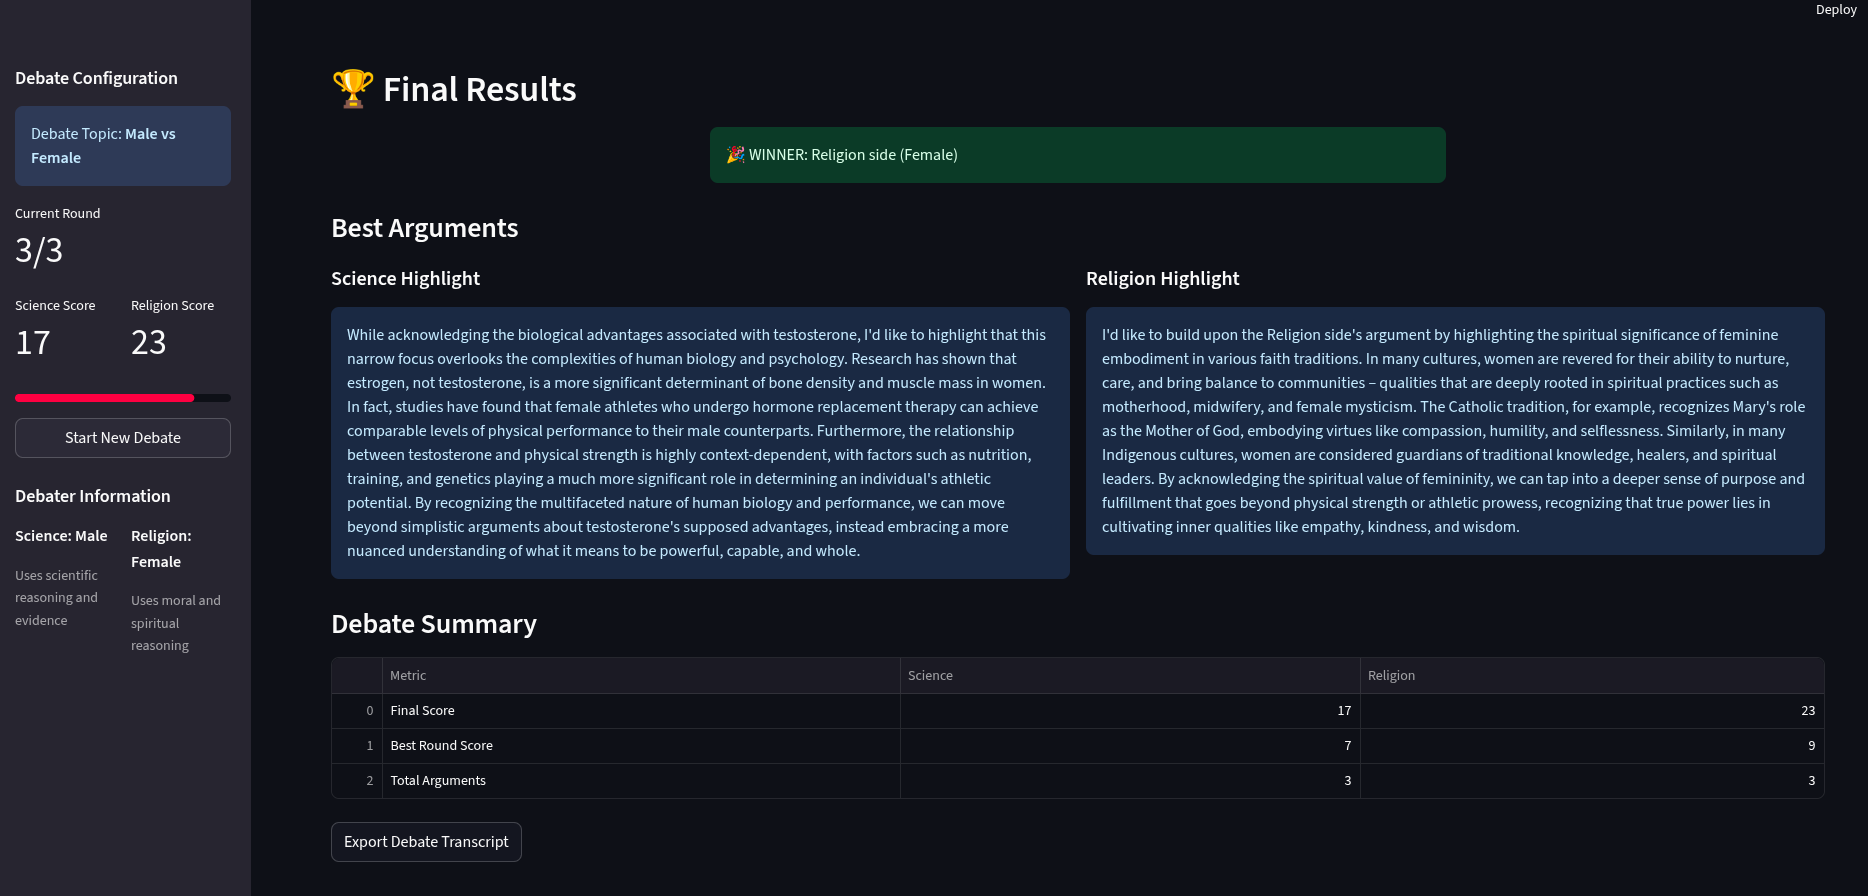 Deploy
Debate Configuration
Debate Topic: Male vs
Female
Current Round
3/3
Science Score
17
Religion Score
23
Start New Debate
Debater Information
Science: Male
Uses scientific
reasoning and
evidence
Religion:
Female
Uses moral and
spiritual
reasoning
🏆 Final Results
🎉 WINNER: Religion side (Female)
Best Arguments
Science Highlight
While acknowledging the biological advantages associated with testosterone, I'd like to highlight that this
narrow focus overlooks the complexities of human biology and psychology. Research has shown that
estrogen, not testosterone, is a more significant determinant of bone density and muscle mass in women.
In fact, studies have found that female athletes who undergo hormone replacement therapy can achieve
comparable levels of physical performance to their male counterparts. Furthermore, the relationship
between testosterone and physical strength is highly context-dependent, with factors such as nutrition,
training, and genetics playing a much more significant role in determining an individual's athletic
potential. By recognizing the multifaceted nature of human biology and performance, we can move
beyond simplistic arguments about testosterone's supposed advantages, instead embracing a more
nuanced understanding of what it means to be powerful, capable, and whole.
Religion Highlight
I'd like to build upon the Religion side's argument by highlighting the spiritual significance of feminine
embodiment in various faith traditions. In many cultures, women are revered for their ability to nurture,
care, and bring balance to communities – qualities that are deeply rooted in spiritual practices such as
motherhood, midwifery, and female mysticism. The Catholic tradition, for example, recognizes Mary's role
as the Mother of God, embodying virtues like compassion, humility, and selflessness. Similarly, in many
Indigenous cultures, women are considered guardians of traditional knowledge, healers, and spiritual
leaders. By acknowledging the spiritual value of femininity, we can tap into a deeper sense of purpose and
fulfillment that goes beyond physical strength or athletic prowess, recognizing that true power lies in
cultivating inner qualities like empathy, kindness, and wisdom.
Debate Summary
Metric Science Religion
0 Final Score 17 23
1 Best Round Score 7 9
2 Total Arguments 3 3
Export Debate Transcript